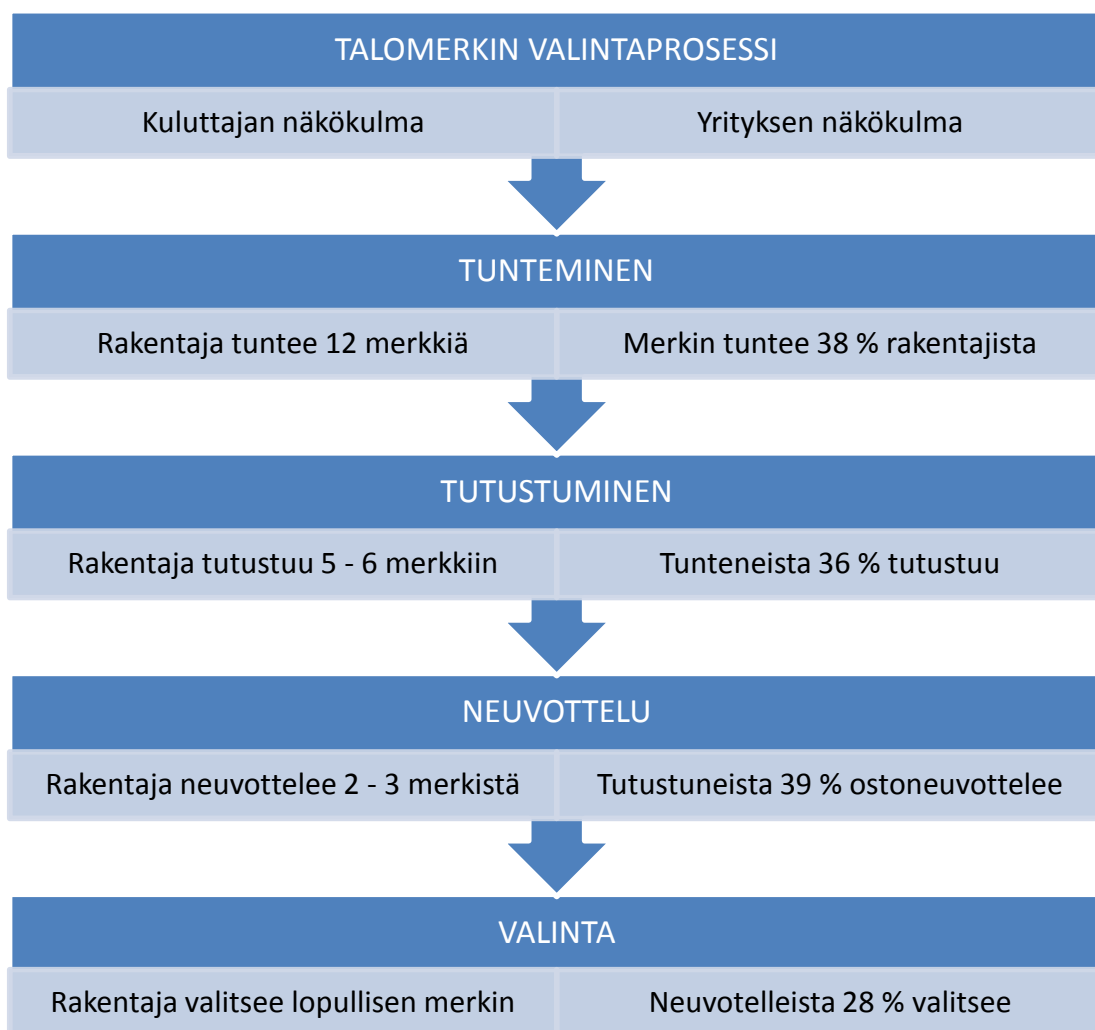 TALOMERKIN VALINTAPROSESSI
Kuluttajan näkökulma
Yrityksen näkökulma
TUNTEMINEN
Rakentaja tuntee 12 merkkiä
Merkin tuntee 38 % rakentajista
TUTUSTUMINEN
Rakentaja tutustuu 5 - 6 merkkiin
Tunteneista 36 % tutustuu
NEUVOTTELU
Rakentaja neuvottelee 2 - 3 merkistä
Tutustuneista 39 % ostoneuvottelee
VALINTA
Rakentaja valitsee lopullisen merkin
Neuvotelleista 28 % valitsee